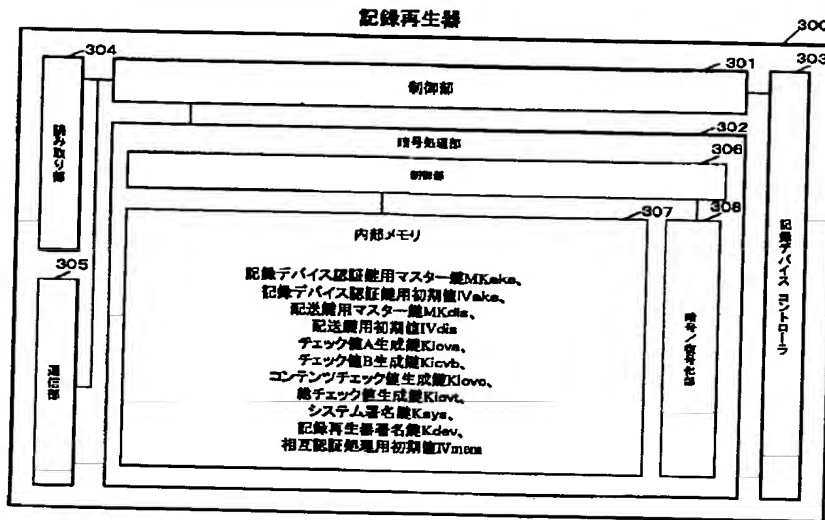 記録再生器
300
304
301
303
制御部
読み取り部
302
暗号処理部
306
制御部
307
308
内部メモリ
記録デバイス認証鍵用マスター鍵MKake、
記録デバイス認証鍵用初期値IVake、
配送鍵用マスター鍵MKdis、
配送鍵用初期値IVdis
チェック値A生成鍵Kicva、
チェック値B生成鍵Kicvb、
コンテンツチェック値生成鍵Kicvc、
総チェック値生成鍵Kicvt、
システム署名鍵Ksys、
記録再生器署名鍵Kdev、
相互認証処理用初期値IVmem
305
通信部
記録デバイス コントローラ